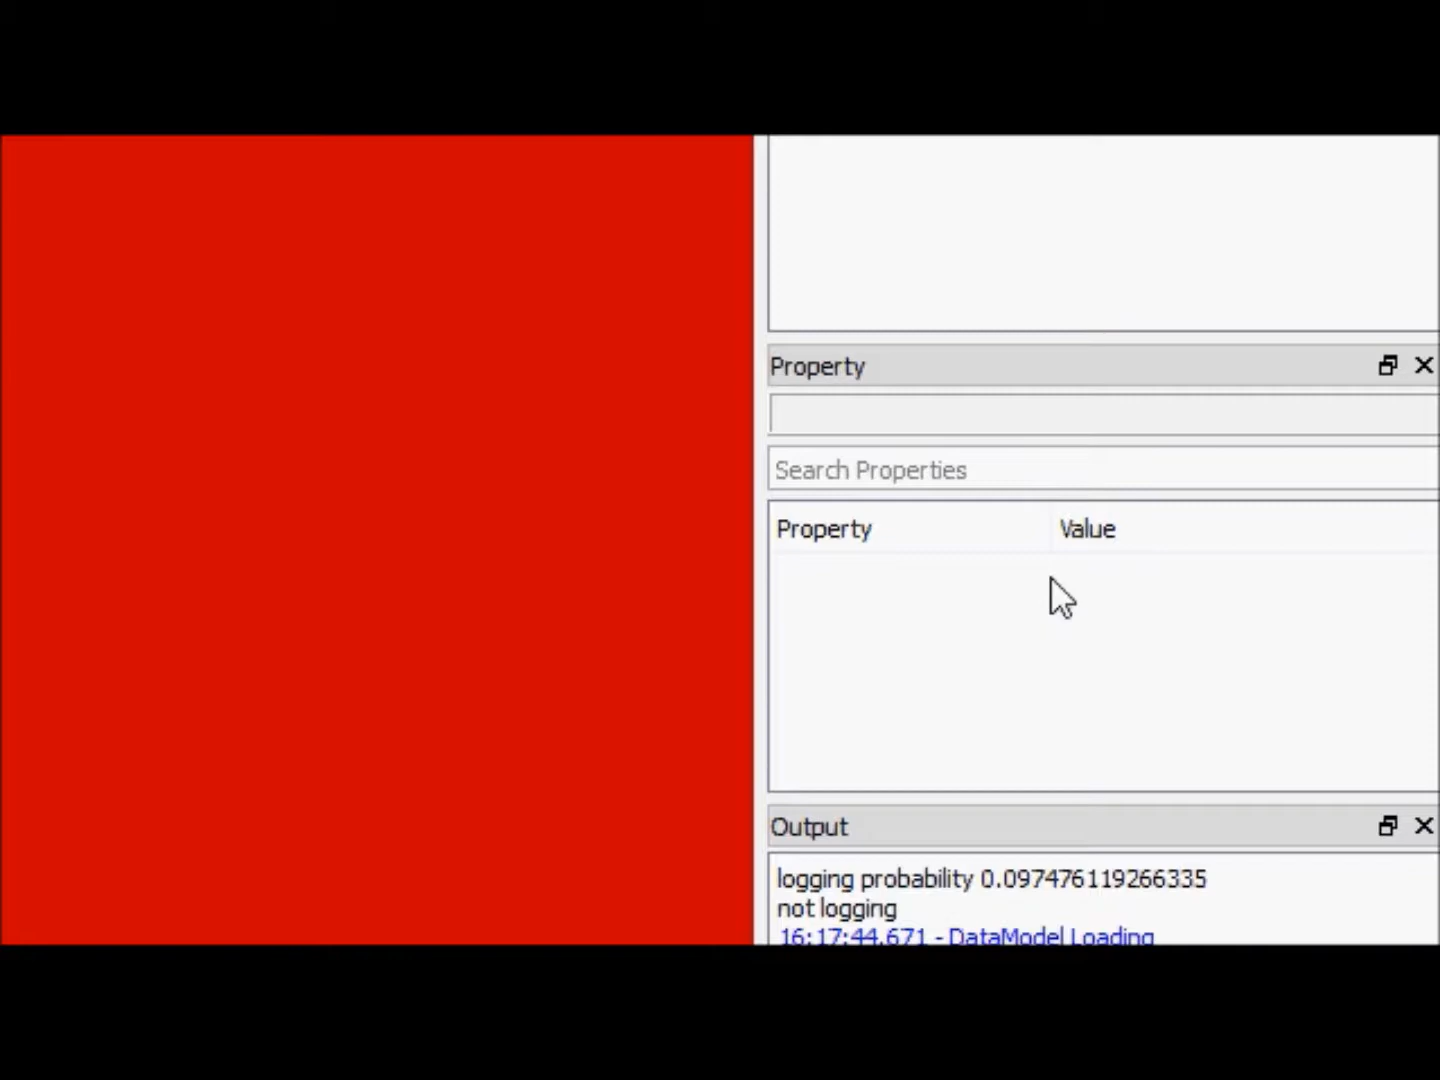 Property
Search Properties
Property Value
Output
logging probability 0.097476119266335
not logging
16:17:44.671 - DataModel Loading